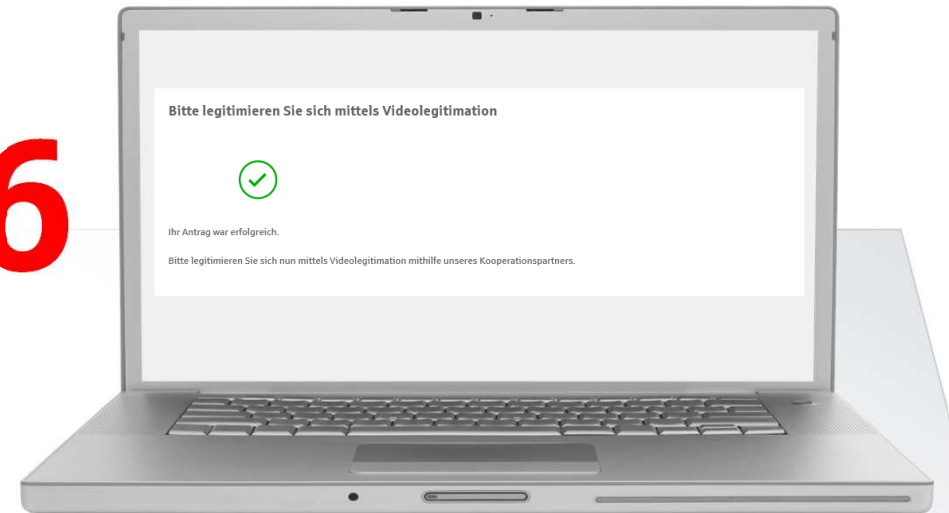 Bitte legitimieren Sie sich mittels Videolegitimation
6
Ihr Antrag war erfolgreich.
Bitte legitimieren Sie sich nun mittels Videolegitimation mithilfe unseres Kooperationspartners.